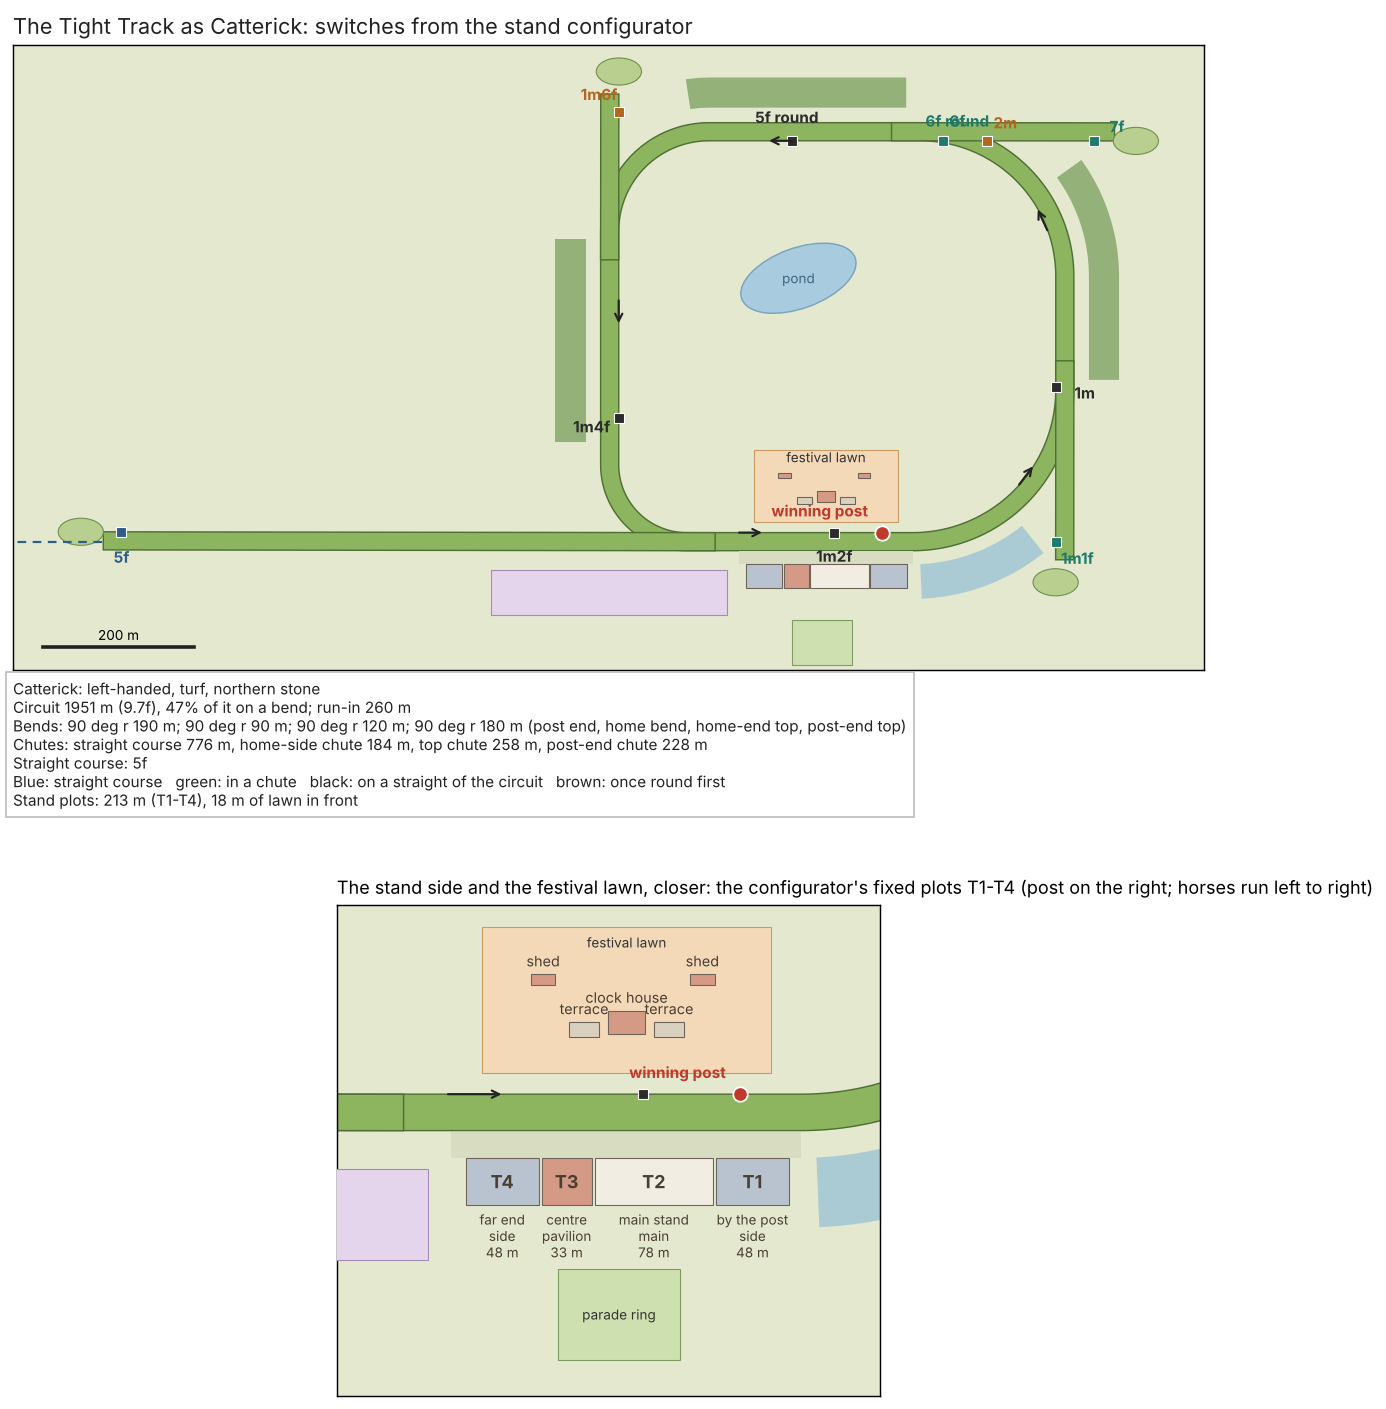 The Tight Track as Catterick: switches from the stand configurator
1m6f
5f round
6f round
6f
2m
7f
pond
1m
1m4f
festival lawn
winning post
1m2f
5f
1m1f
200 m
Catterick: left-handed, turf, northern stone
Circuit 1951 m (9.7f), 47% of it on a bend; run-in 260 m
Bends: 90 deg r 190 m; 90 deg r 90 m; 90 deg r 120 m; 90 deg r 180 m (post end, home bend, home-end top, post-end top)
Chutes: straight course 776 m, home-side chute 184 m, top chute 258 m, post-end chute 228 m
Straight course: 5f
Blue: straight course   green: in a chute   black: on a straight of the circuit   brown: once round first
Stand plots: 213 m (T1-T4), 18 m of lawn in front
The stand side and the festival lawn, closer: the configurator's fixed plots T1-T4 (post on the right; horses run left to right)
festival lawn
shed
shed
clock house
terrace
terrace
winning post
T4
T3
T2
T1
far end
side
48 m
centre
pavilion
33 m
main stand
main
78 m
by the post
side
48 m
parade ring